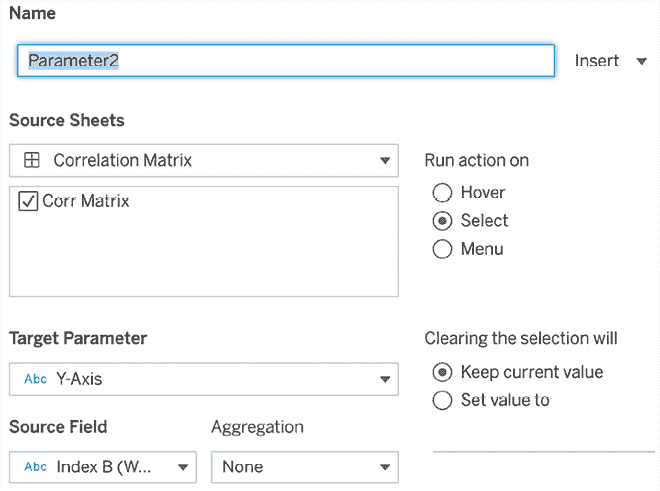 Name
Parameter2
Insert
Source Sheets
Correlation Matrix
Corr Matrix
Run action on
Hover
Select
Menu
Target Parameter
Abc Y-Axis
Clearing the selection will
Keep current value
Set value to
Source Field
Aggregation
Abc Index B (W...
None